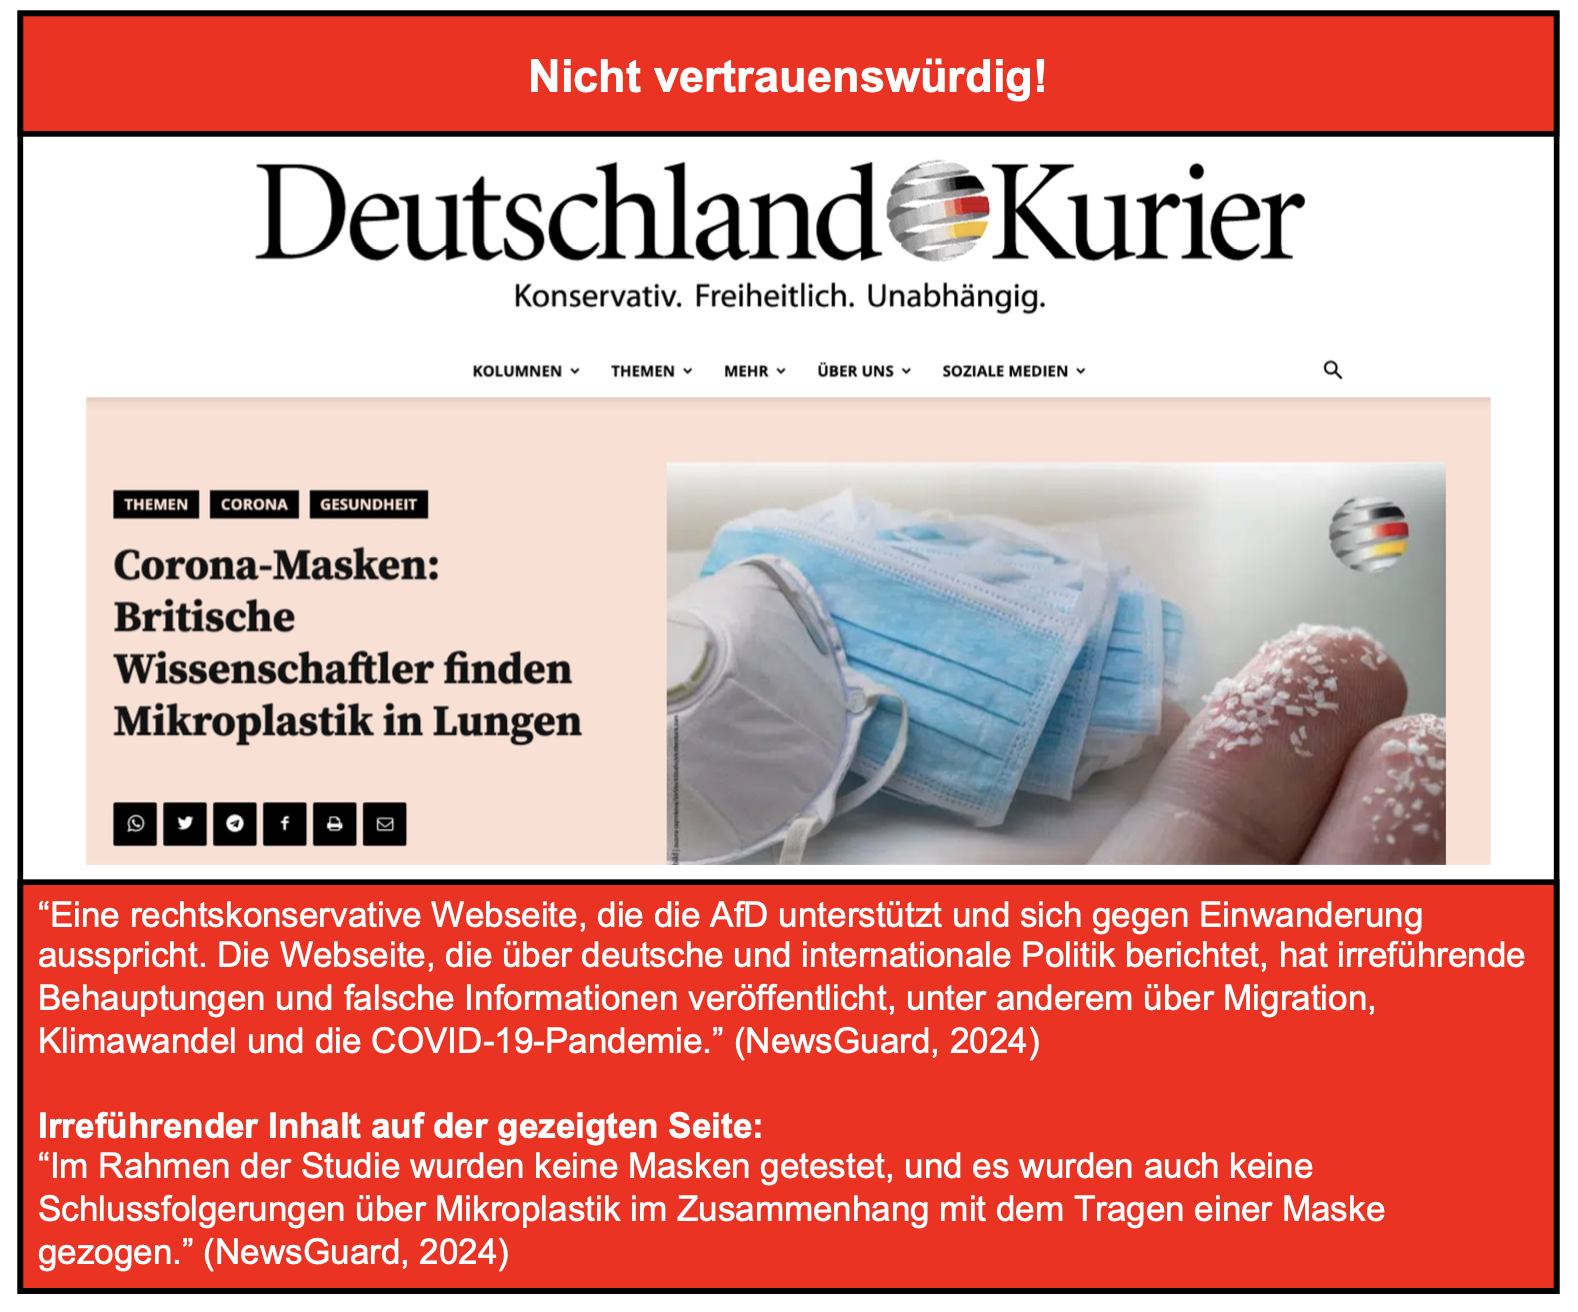 Nicht vertrauenswürdig!
Deutschland Kurier
Konservativ. Freiheitlich. Unabhängig.
KOLUMNEN THEMEN MEHR ÜBER UNS SOZIALE MEDIEN
THEMEN CORONA GESUNDHEIT
Corona-Masken:
Britische
Wissenschaftler finden
Mikroplastik in Lungen
“Eine rechtskonservative Webseite, die die AfD unterstützt und sich gegen Einwanderung
ausspricht. Die Webseite, die über deutsche und internationale Politik berichtet, hat irreführende
Behauptungen und falsche Informationen veröffentlicht, unter anderem über Migration,
Klimawandel und die COVID-19-Pandemie.” (NewsGuard, 2024)
Irreführender Inhalt auf der gezeigten Seite:
“Im Rahmen der Studie wurden keine Masken getestet, und es wurden auch keine
Schlussfolgerungen über Mikroplastik im Zusammenhang mit dem Tragen einer Maske
gezogen.” (NewsGuard, 2024)